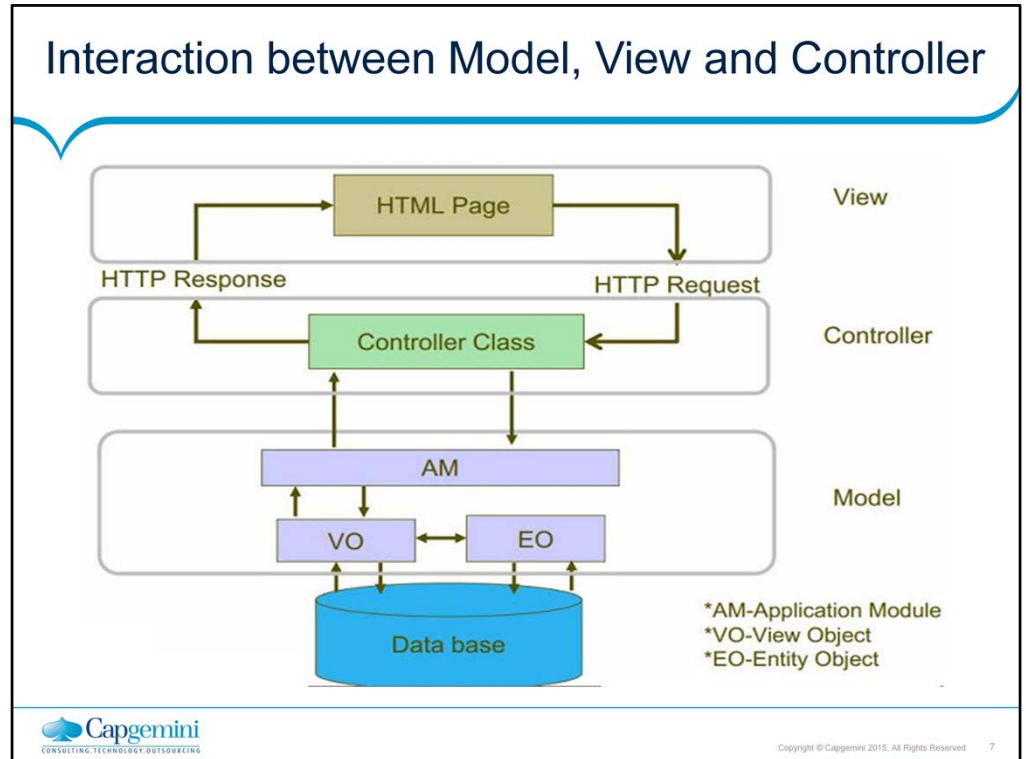 Interaction between Model, View and Controller
HTML Page
View
HTTP Response
HTTP Request
Controller Class
Controller
AM
Model
VO
EO
Data base
*AM-Application Module
*VO-View Object
*EO-Entity Object
Capgemini
CONSULTING.TECHNOLOGY.OUTSOURCING
Copyright © Capgemini 2015. All Rights Reserved 7